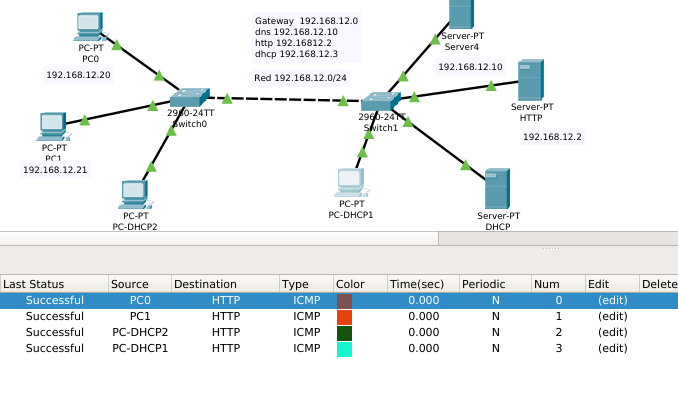 Gateway 192.168.12.0
dns 192.168.12.10
http 16812.2
dhcp 192.168.12.3
Red 192.168.12.0/24
PC-PT
PC0
192.168.12.20
Server-PT
Server4
192.168.12.10
2960-24TT
Switch0
2960-24TT
Switch1
Server-PT
HTTP
192.168.12.2
PC-PT
PC1
192.168.12.21
PC-PT
PC-DHCP2
PC-PT
PC-DHCP1
Server-PT
DHCP
Last Status Source Destination Type Color Time(sec) Periodic Num Edit Delete
Successful PC0 HTTP ICMP 0.000 N 0 (edit)
Successful PC1 HTTP ICMP 0.000 N 1 (edit)
Successful PC-DHCP2 HTTP ICMP 0.000 N 2 (edit)
Successful PC-DHCP1 HTTP ICMP 0.000 N 3 (edit)